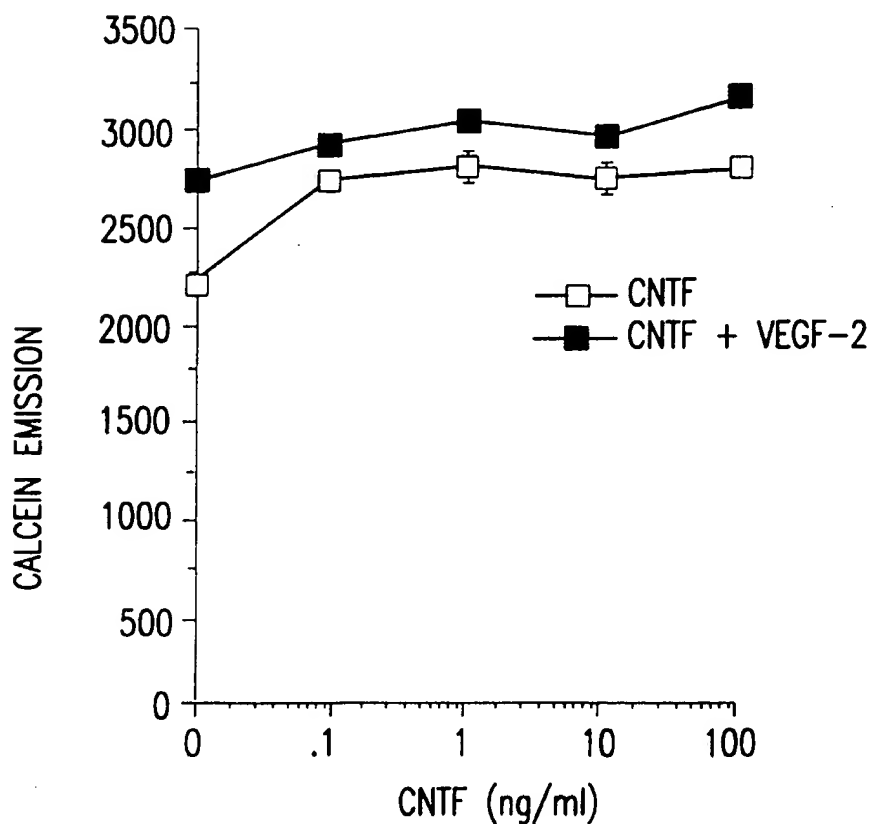 3500
3000
2500
2000
1500
1000
500
0
CALCEIN EMISSION
CNTF
CNTF + VEGF-2
0 .1 1 10 100
CNTF (ng/ml)